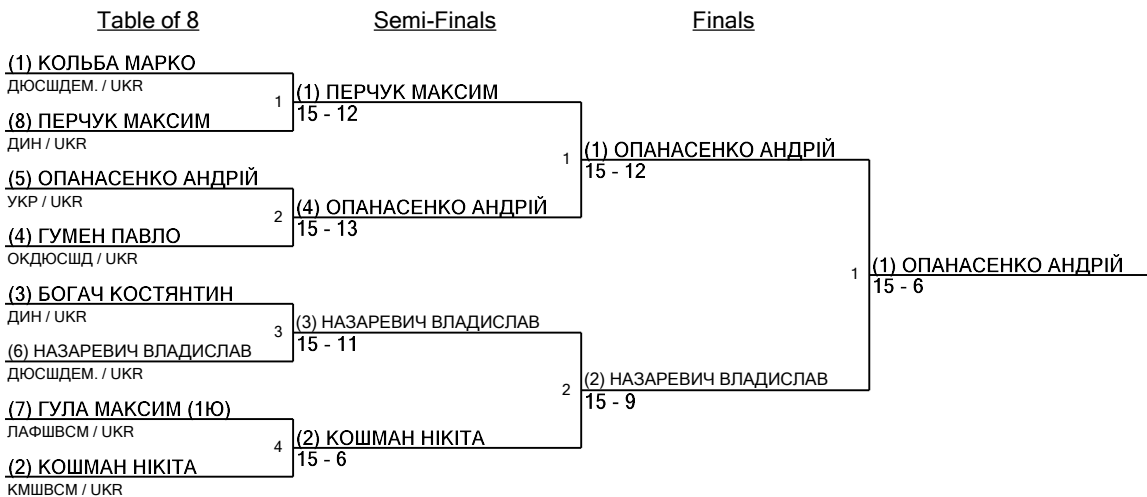 Table of 8
Semi-Finals
Finals
(1) КОЛЬБА МАРКО
ДЮСШДЕМ. / UKR
1
(1) ПЕРЧУК МАКСИМ
15 - 12
(8) ПЕРЧУК МАКСИМ
ДИН / UKR
1
(1) ОПАНАСЕНКО АНДРІЙ
15 - 12
(5) ОПАНАСЕНКО АНДРІЙ
УКР / UKR
2
(4) ОПАНАСЕНКО АНДРІЙ
15 - 13
(4) ГУМЕН ПАВЛО
ОКДЮСШД / UKR
1
(1) ОПАНАСЕНКО АНДРІЙ
15 - 6
(3) БОГАЧ КОСТЯНТИН
ДИН / UKR
3
(3) НАЗАРЕВИЧ ВЛАДИСЛАВ
15 - 11
(6) НАЗАРЕВИЧ ВЛАДИСЛАВ
ДЮСШДЕМ. / UKR
2
(2) НАЗАРЕВИЧ ВЛАДИСЛАВ
15 - 9
(7) ГУЛА МАКСИМ (1Ю)
ЛАФШВСМ / UKR
4
(2) КОШМАН НІКІТА
15 - 6
(2) КОШМАН НІКІТА
КМШВСМ / UKR